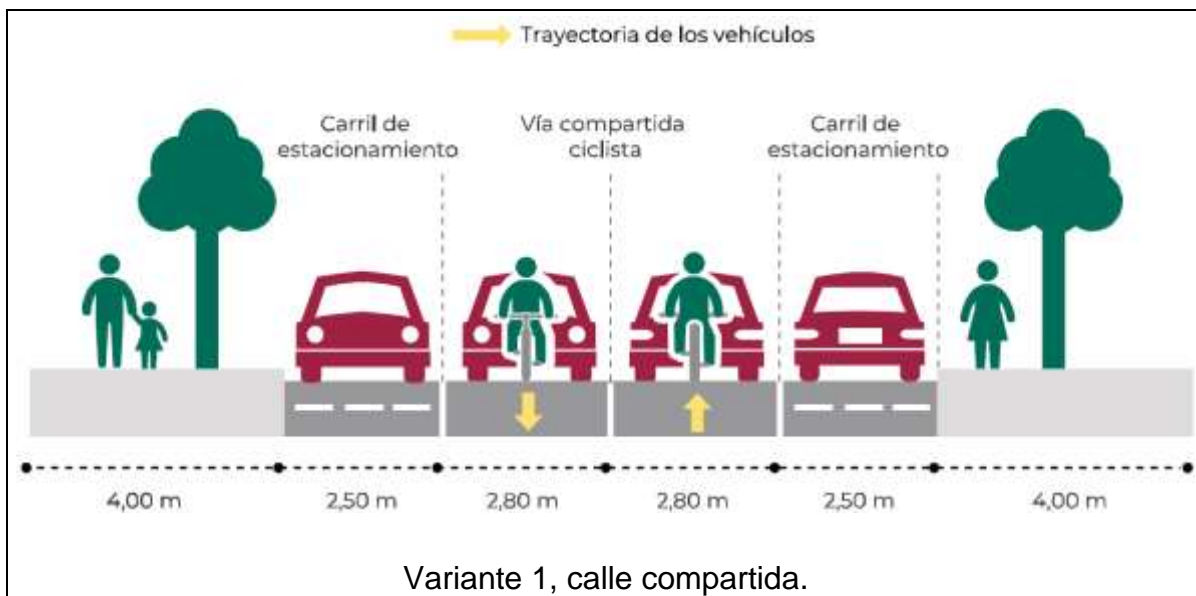 Trayectoria de los vehículos
Carril de
estacionamiento
Vía compartida
ciclista
Carril de
estacionamiento
4,00 m
2,50 m
2,80 m
2,80 m
2,50 m
4,00 m
Variante 1, calle compartida.